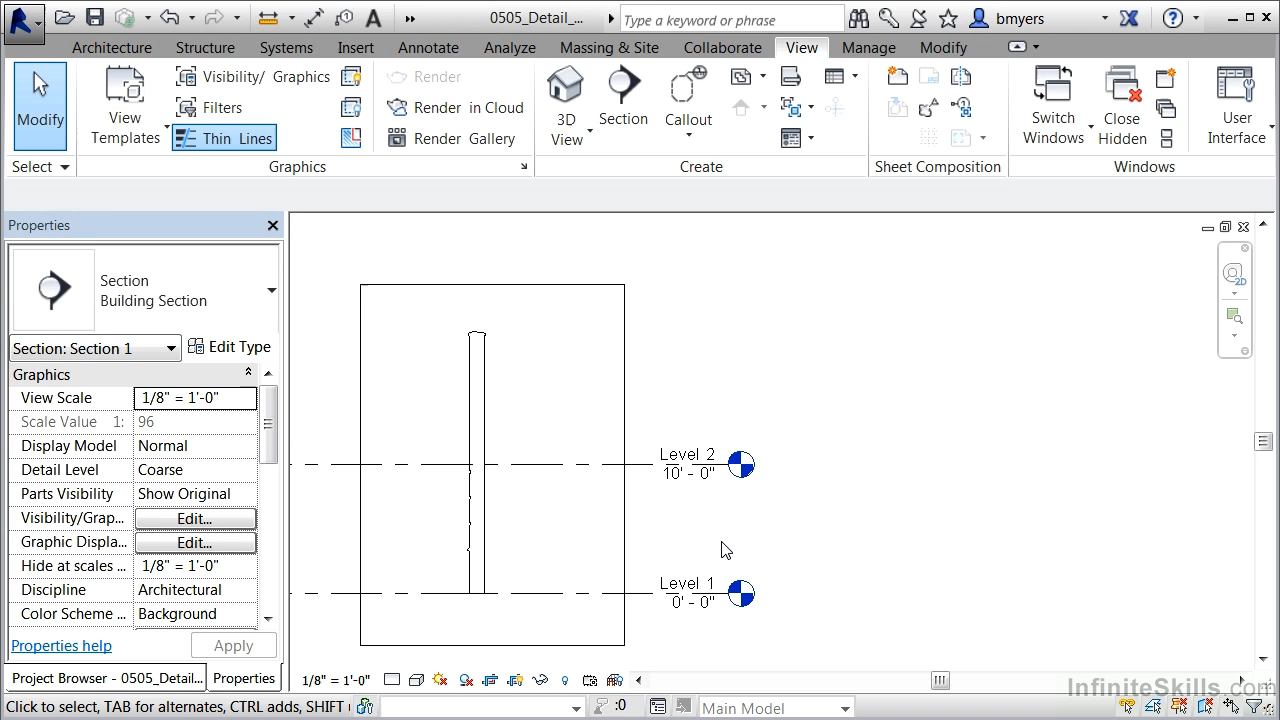 0505_Detail_...
Type a keyword or phrase
bmyers
Architecture Structure Systems Insert Annotate Analyze Massing & Site Collaborate View Manage Modify
Modify
View Templates
Visibility/ Graphics
Filters
Thin Lines
Render
Render in Cloud
Render Gallery
3D View
Section
Callout
Switch Windows
Close Hidden
User Interface
Select
Graphics
Create
Sheet Composition
Windows
Properties
Section
Building Section
Section: Section 1
Edit Type
Graphics
View Scale 1/8" = 1'-0"
Scale Value 1: 96
Display Model Normal
Detail Level Coarse
Parts Visibility Show Original
Visibility/Grap... Edit...
Graphic Displa... Edit...
Hide at scales ... 1/8" = 1'-0"
Discipline Architectural
Color Scheme ... Background
Properties help
Apply
Project Browser - 0505_Detail...
Properties
Level 2
10' - 0"
Level 1
0' - 0"
2D
1/8" = 1'-0"
Click to select, TAB for alternates, CTRL adds, SHIFT u
:0
Main Model
InfiniteSkills.com